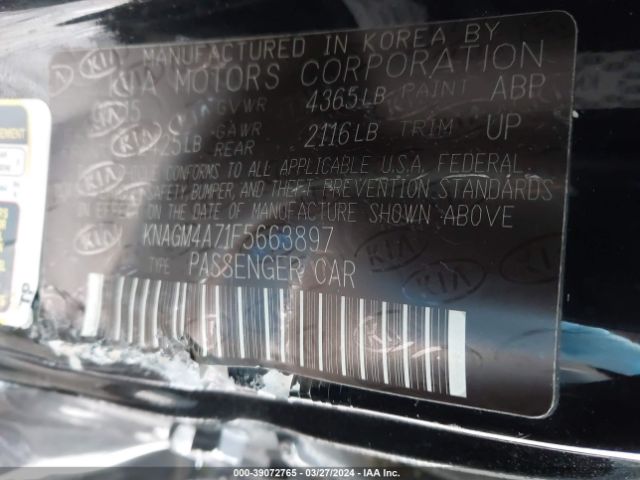 MANUFACTURED IN KOREA BY
KIA MOTORS CORPORATION
GVWR 4365LB PAINT ABP
25LB GAWR REAR 2116LB TRIM UP
CONFORMS TO ALL APPLICABLE U.S.A. FEDERAL
SAFETY, BUMPER, AND THEFT PREVENTION STANDARDS
IN EFFECT ON THE DATE OF MANUFACTURE SHOWN ABOVE
KNAGM4A71F5663897
TYPE PASSENGER CAR
TP
000-39072765 | 03/27/2024 | IAA Inc.